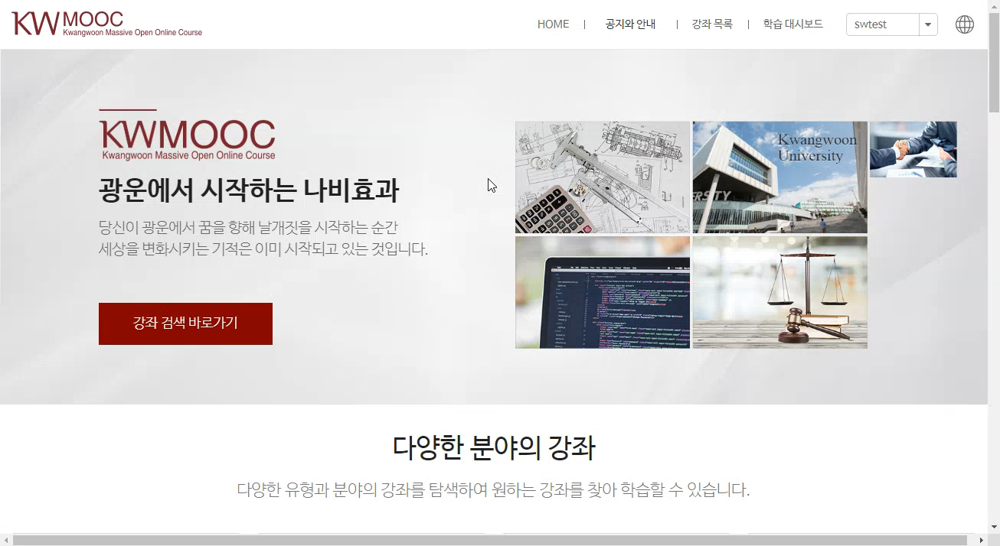 KWMOOC
Kwangwoon Massive Open Online Course
HOME | 공지와 안내 | 강좌 목록 | 학습 대시보드
swtest
KWMOOC
Kwangwoon Massive Open Online Course
광운에서 시작하는 나비효과
당신이 광운에서 꿈을 향해 날개짓을 시작하는 순간
세상을 변화시키는 기적은 이미 시작되고 있는 것입니다.
강좌 검색 바로가기
Kwangwoon
University
RSITY
다양한 분야의 강좌
다양한 유형과 분야의 강좌를 탐색하여 원하는 강좌를 찾아 학습할 수 있습니다.